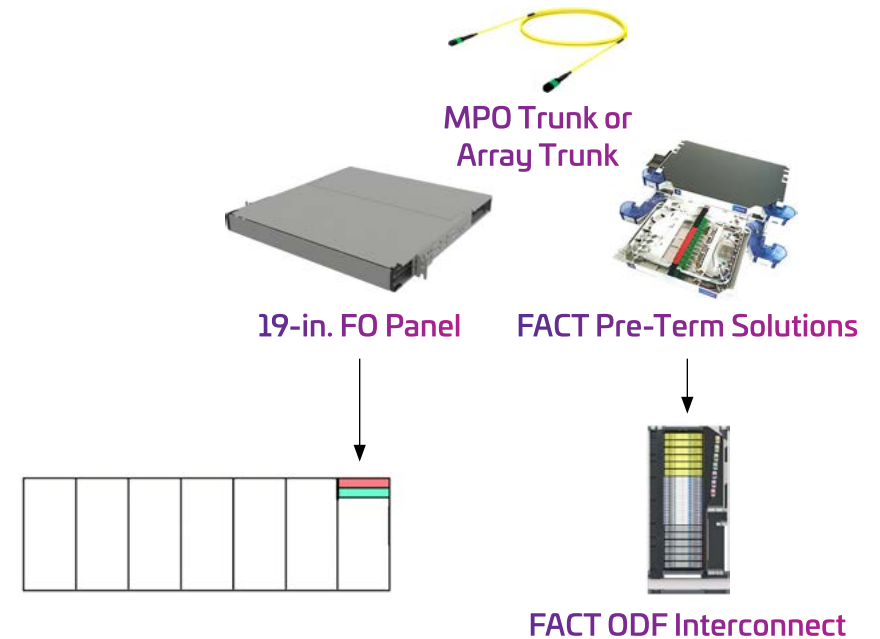 MPO Trunk or
Array Trunk
19-in. FO Panel
FACT Pre-Term Solutions
FACT ODF Interconnect